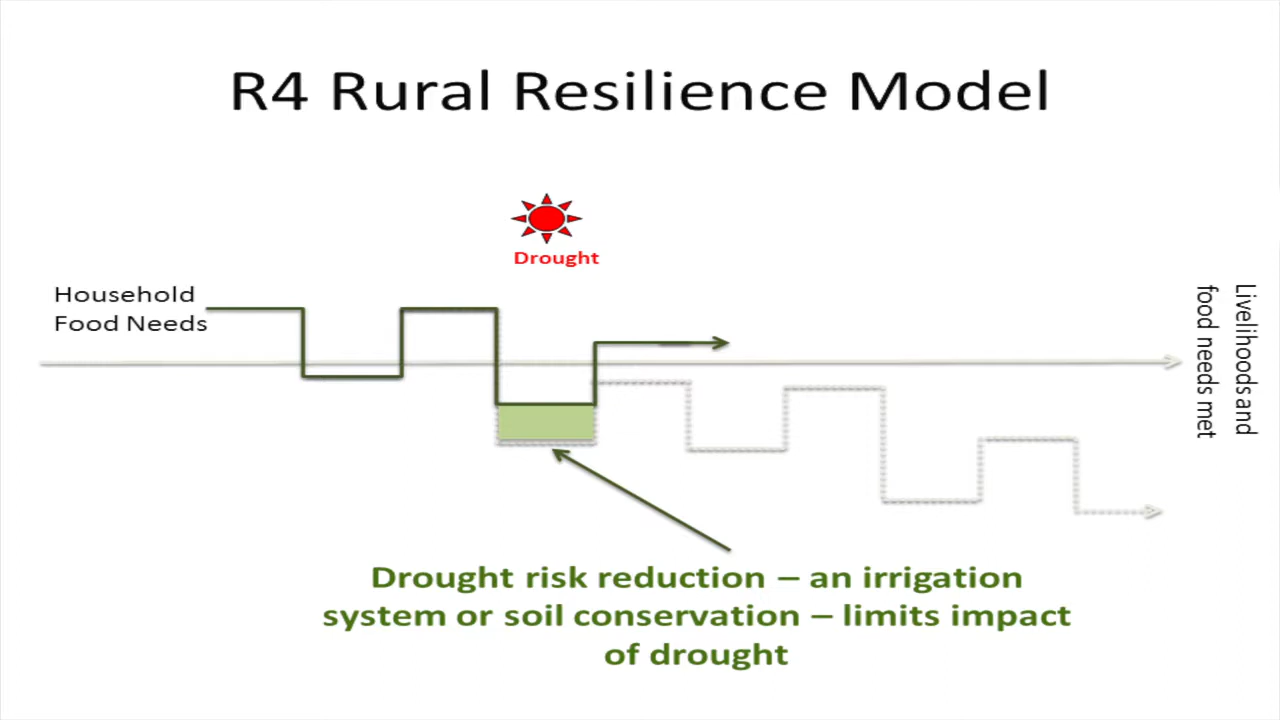 R4 Rural Resilience Model
Drought
Household
Food Needs
Livelihoods and
food needs met
Drought risk reduction – an irrigation
system or soil conservation – limits impact
of drought